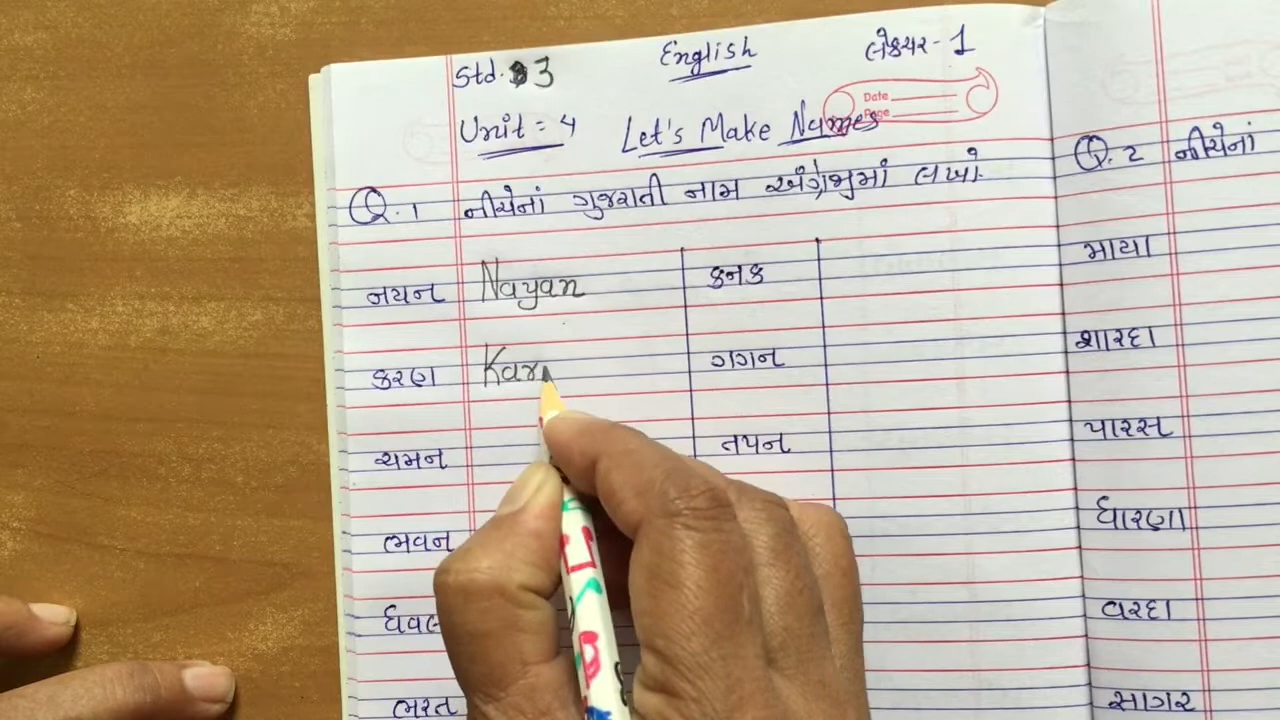 Std. 3 English લેક્ચર - 1
Date
Page
Unit = 4 Let's Make Names
Q.1 નીચેનાં ગુજરાતી નામ અંગ્રેજીમાં લખો.
નયન Nayan કનક
કરણ Kar ગગન
ચમન તપન
ભવન
ધવલ
ભરત
Q.2 નીચેનાં
માયા
શારદા
પારસ
ધારણા
વરદા
સાગર